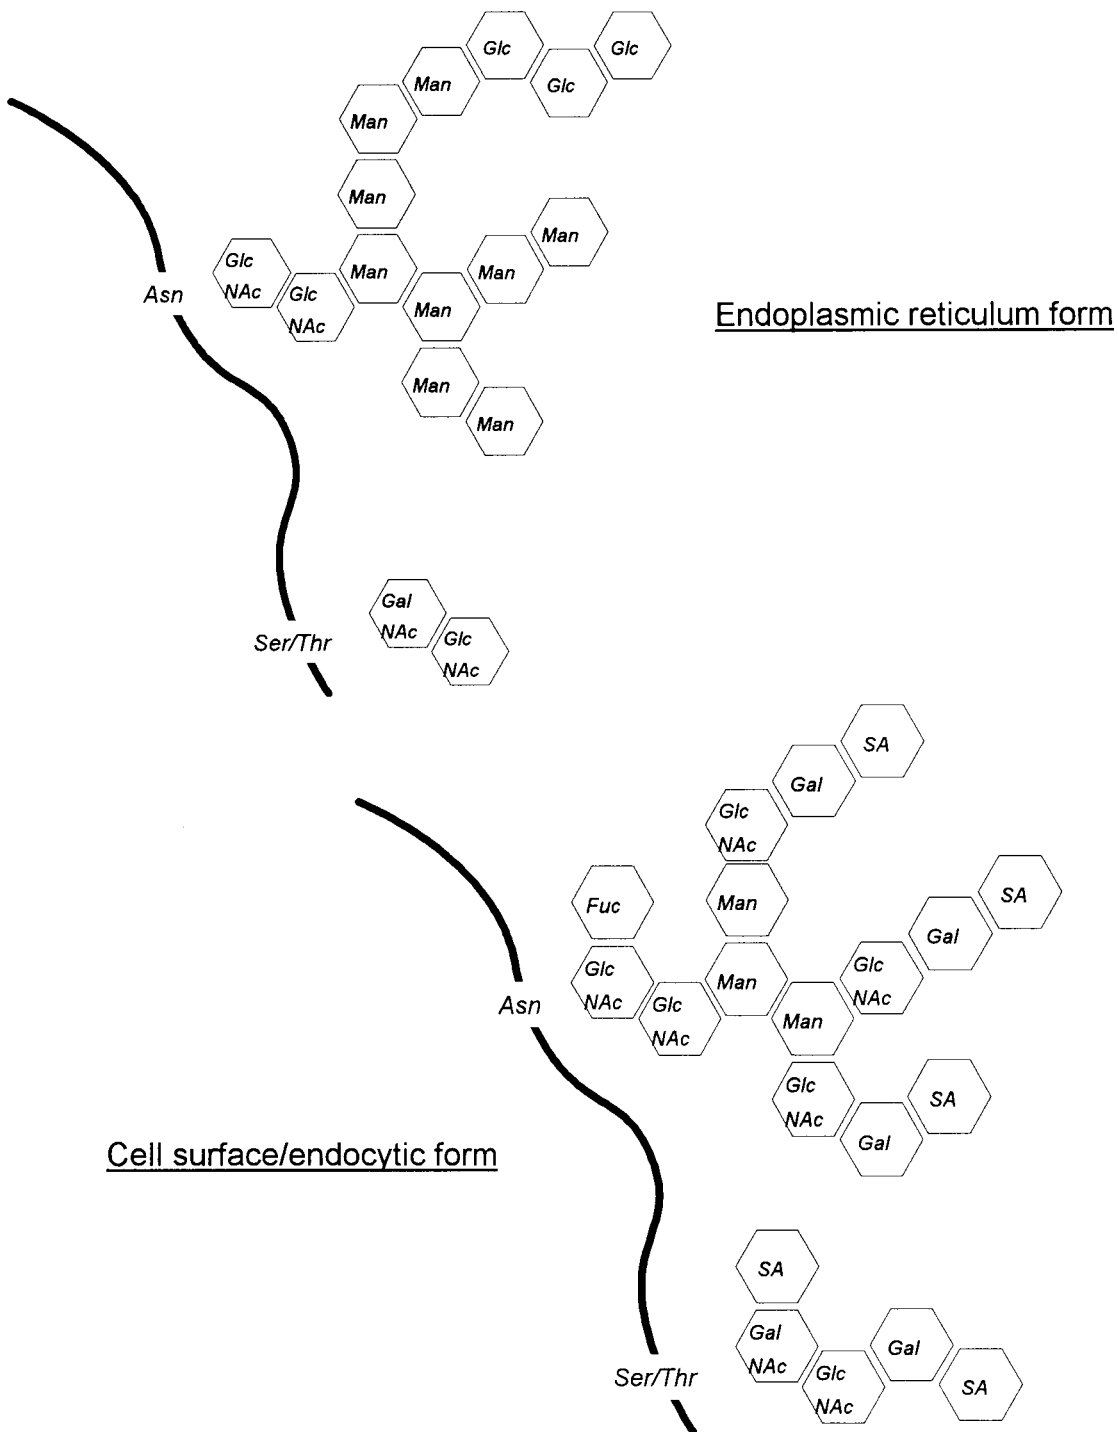 Glc
Glc
Man
Glc
Man
Man
Man
Glc
NAc
Man
Man
Asn
Glc
NAc
Man
Endoplasmic reticulum form
Man
Man
Gal
NAc
Ser/Thr
Glc
NAc
SA
Gal
Glc
NAc
Fuc
Man
SA
Gal
Glc
NAc
Man
Glc
NAc
Asn
Glc
NAc
Man
Glc
NAc
SA
Gal
Cell surface/endocytic form
SA
Gal
NAc
Gal
Ser/Thr
Glc
NAc
SA